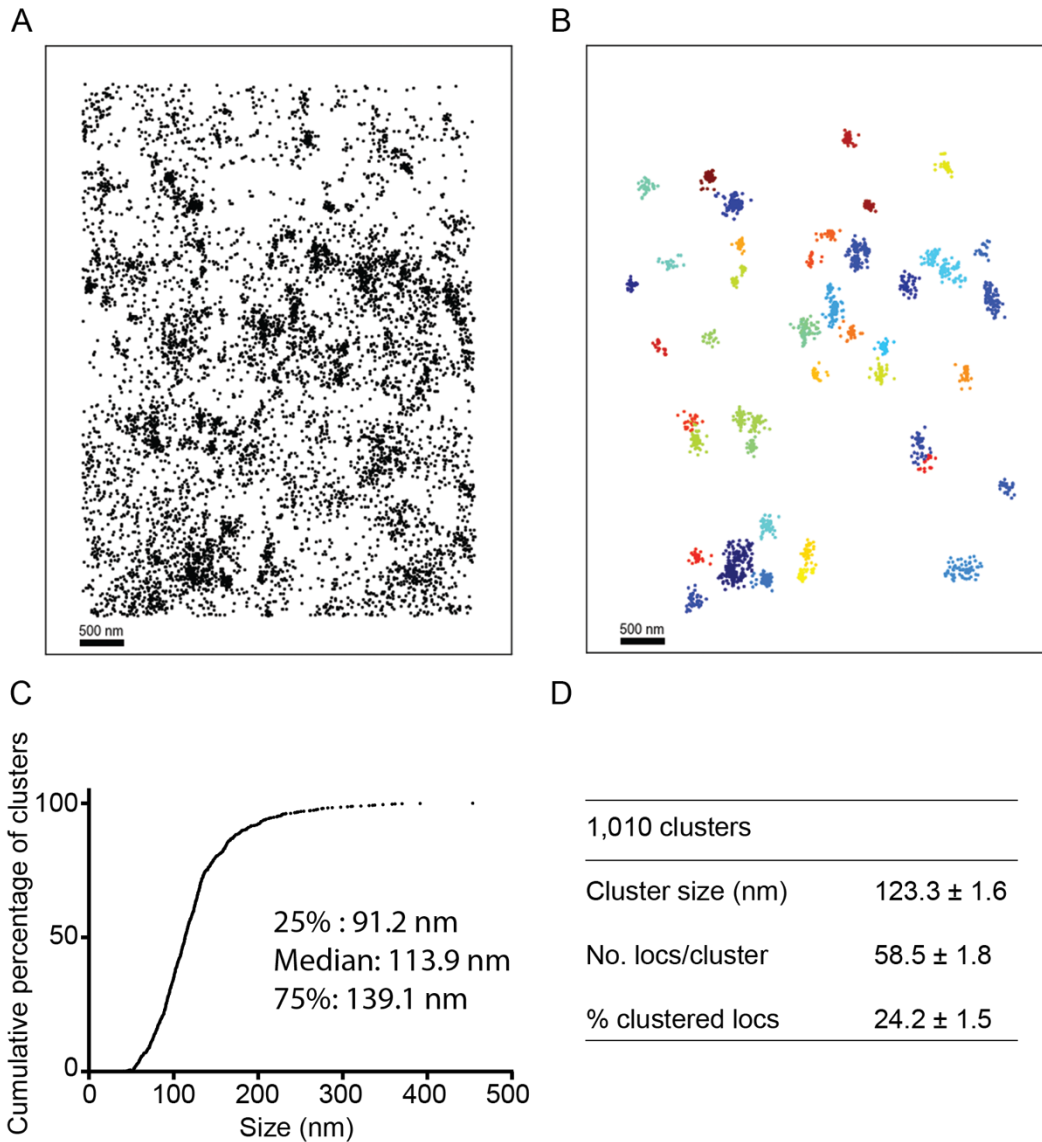 A
B
500 nm
500 nm
C
D
Cumulative percentage of clusters
100
50
0
25% : 91.2 nm
Median: 113.9 nm
75%: 139.1 nm
0 100 200 300 400 500
Size (nm)
1,010 clusters
Cluster size (nm) 123.3 ± 1.6
No. locs/cluster 58.5 ± 1.8
% clustered locs 24.2 ± 1.5